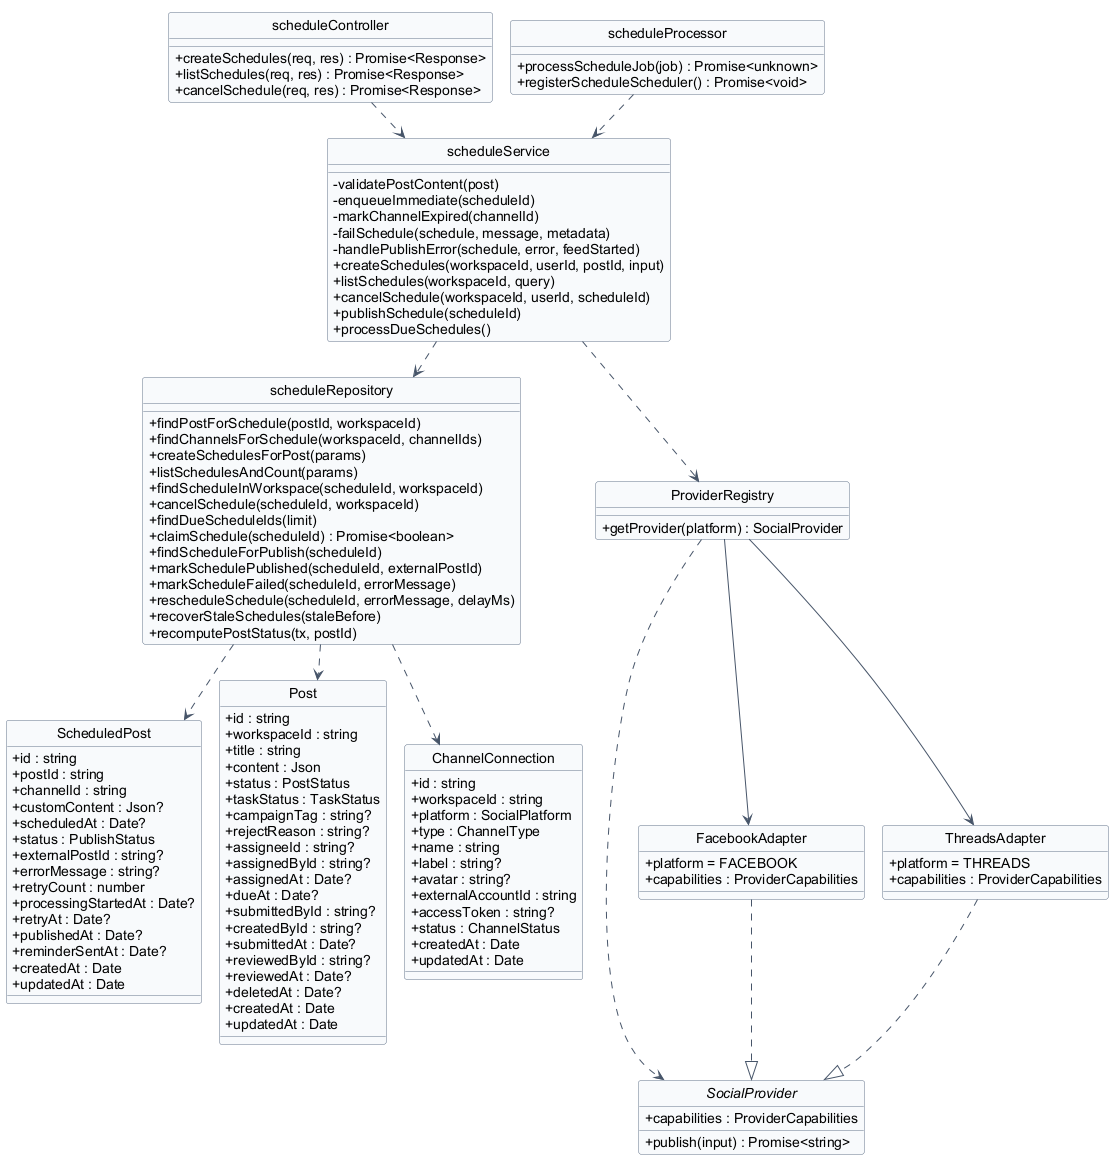 scheduleController
+createSchedules(req, res) : Promise<Response>
+listSchedules(req, res) : Promise<Response>
+cancelSchedule(req, res) : Promise<Response>
scheduleProcessor
+processScheduleJob(job) : Promise<unknown>
+registerScheduleScheduler() : Promise<void>
scheduleService
-validatePostContent(post)
-enqueueImmediate(scheduleId)
-markChannelExpired(channelId)
-failSchedule(schedule, message, metadata)
-handlePublishError(schedule, error, feedStarted)
+createSchedules(workspaceId, userId, postId, input)
+listSchedules(workspaceId, query)
+cancelSchedule(workspaceId, userId, scheduleId)
+publishSchedule(scheduleId)
+processDueSchedules()
scheduleRepository
+findPostForSchedule(postId, workspaceId)
+findChannelsForSchedule(workspaceId, channelIds)
+createSchedulesForPost(params)
+listSchedulesAndCount(params)
+findScheduleInWorkspace(scheduleId, workspaceId)
+cancelSchedule(scheduleId, workspaceId)
+findDueScheduleIds(limit)
+claimSchedule(scheduleId) : Promise<boolean>
+findScheduleForPublish(scheduleId)
+markSchedulePublished(scheduleId, externalPostId)
+markScheduleFailed(scheduleId, errorMessage)
+rescheduleSchedule(scheduleId, errorMessage, delayMs)
+recoverStaleSchedules(staleBefore)
+recomputePostStatus(tx, postId)
ProviderRegistry
+getProvider(platform) : SocialProvider
ScheduledPost
+id : string
+postId : string
+channelId : string
+customContent : Json?
+scheduledAt : Date?
+status : PublishStatus
+externalPostId : string?
+errorMessage : string?
+retryCount : number
+processingStartedAt : Date?
+retryAt : Date?
+publishedAt : Date?
+reminderSentAt : Date?
+createdAt : Date
+updatedAt : Date
Post
+id : string
+workspaceId : string
+title : string
+content : Json
+status : PostStatus
+taskStatus : TaskStatus
+campaignTag : string?
+rejectReason : string?
+assigneeId : string?
+assignedById : string?
+assignedAt : Date?
+dueAt : Date?
+submittedById : string?
+createdById : string?
+submittedAt : Date?
+reviewedById : string?
+reviewedAt : Date?
+deletedAt : Date?
+createdAt : Date
+updatedAt : Date
ChannelConnection
+id : string
+workspaceId : string
+platform : SocialPlatform
+type : ChannelType
+name : string
+label : string?
+avatar : string?
+externalAccountId : string
+accessToken : string?
+status : ChannelStatus
+createdAt : Date
+updatedAt : Date
FacebookAdapter
+platform = FACEBOOK
+capabilities : ProviderCapabilities
ThreadsAdapter
+platform = THREADS
+capabilities : ProviderCapabilities
SocialProvider
+capabilities : ProviderCapabilities
+publish(input) : Promise<string>